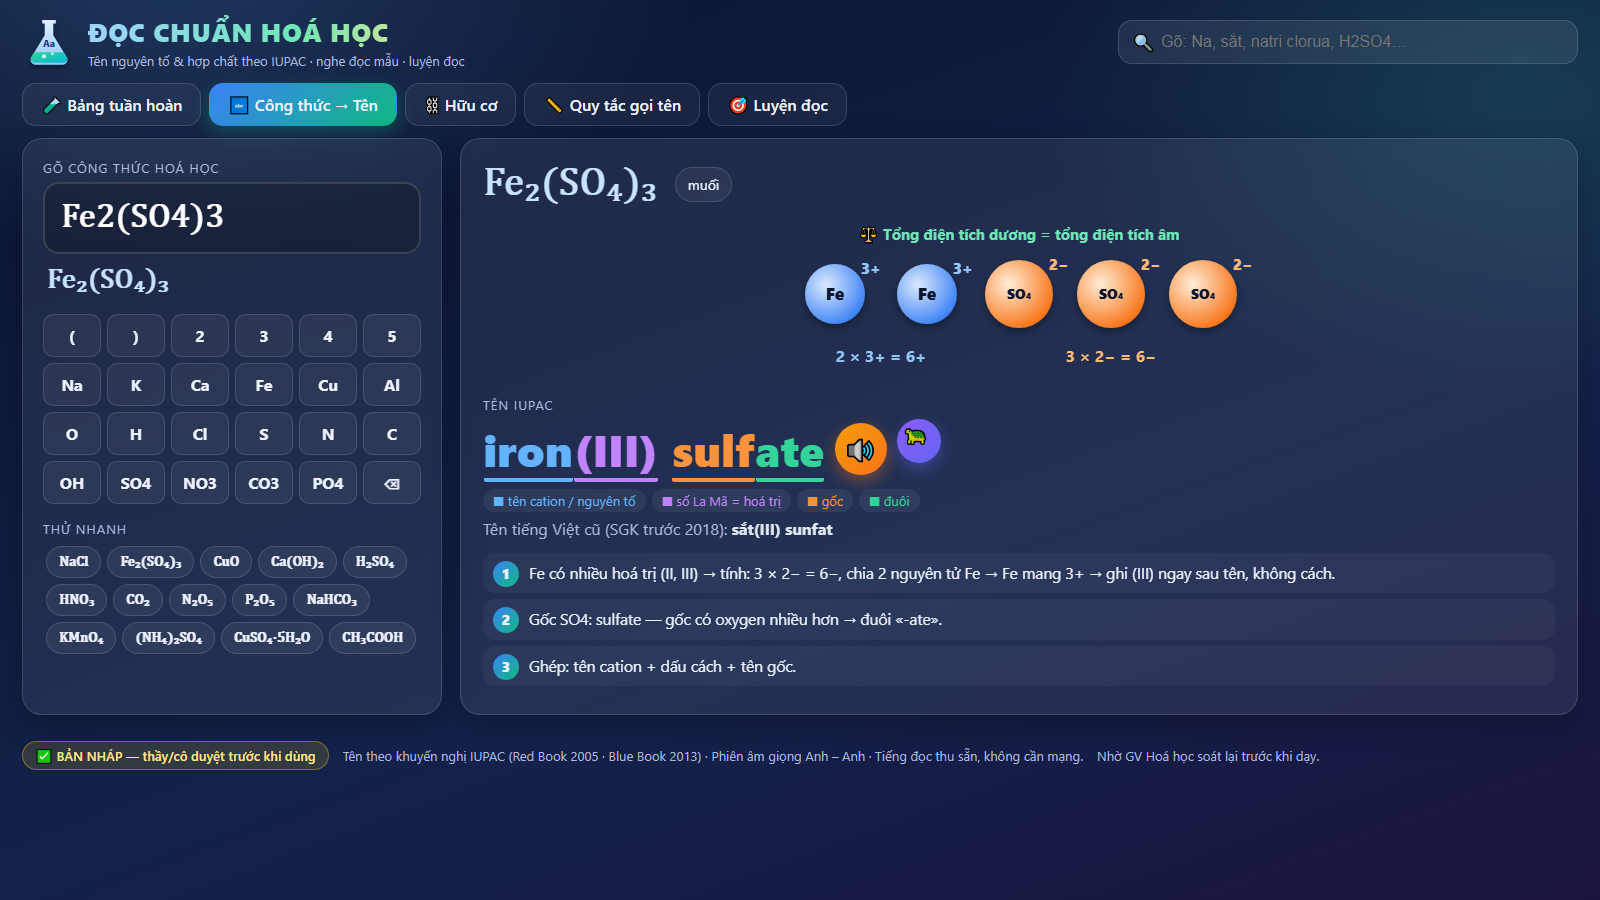 Aa
ĐỌC CHUẨN HOÁ HỌC
Tên nguyên tố & hợp chất theo IUPAC · nghe đọc mẫu · luyện đọc
Gõ: Na, sắt, natri clorua, H2SO4...
Bảng tuần hoàn
abc Công thức → Tên
Hữu cơ
Quy tắc gọi tên
Luyện đọc
GÕ CÔNG THỨC HOÁ HỌC
Fe2(SO4)3
Fe₂(SO₄)₃
( ) 2 3 4 5
Na K Ca Fe Cu Al
O H Cl S N C
OH SO4 NO3 CO3 PO4 ⌫
THỬ NHANH
NaCl Fe₂(SO₄)₃ CuO Ca(OH)₂ H₂SO₄
HNO₃ CO₂ N₂O₅ P₂O₅ NaHCO₃
KMnO₄ (NH₄)₂SO₄ CuSO₄·5H₂O CH₃COOH
Fe₂(SO₄)₃ muối
Tổng điện tích dương = tổng điện tích âm
3+ 3+ 2− 2− 2−
Fe Fe SO₄ SO₄ SO₄
2 × 3+ = 6+ 3 × 2− = 6−
TÊN IUPAC
iron(III) sulfate
tên cation / nguyên tố số La Mã = hoá trị gốc đuôi
Tên tiếng Việt cũ (SGK trước 2018): sắt(III) sunfat
1 Fe có nhiều hoá trị (II, III) → tính: 3 × 2− = 6−, chia 2 nguyên tử Fe → Fe mang 3+ → ghi (III) ngay sau tên, không cách.
2 Gốc SO4: sulfate — gốc có oxygen nhiều hơn → đuôi «-ate».
3 Ghép: tên cation + dấu cách + tên gốc.
BẢN NHÁP — thầy/cô duyệt trước khi dùng
Tên theo khuyến nghị IUPAC (Red Book 2005 · Blue Book 2013) · Phiên âm giọng Anh – Anh · Tiếng đọc thu sẵn, không cần mạng. Nhờ GV Hoá học soát lại trước khi dạy.